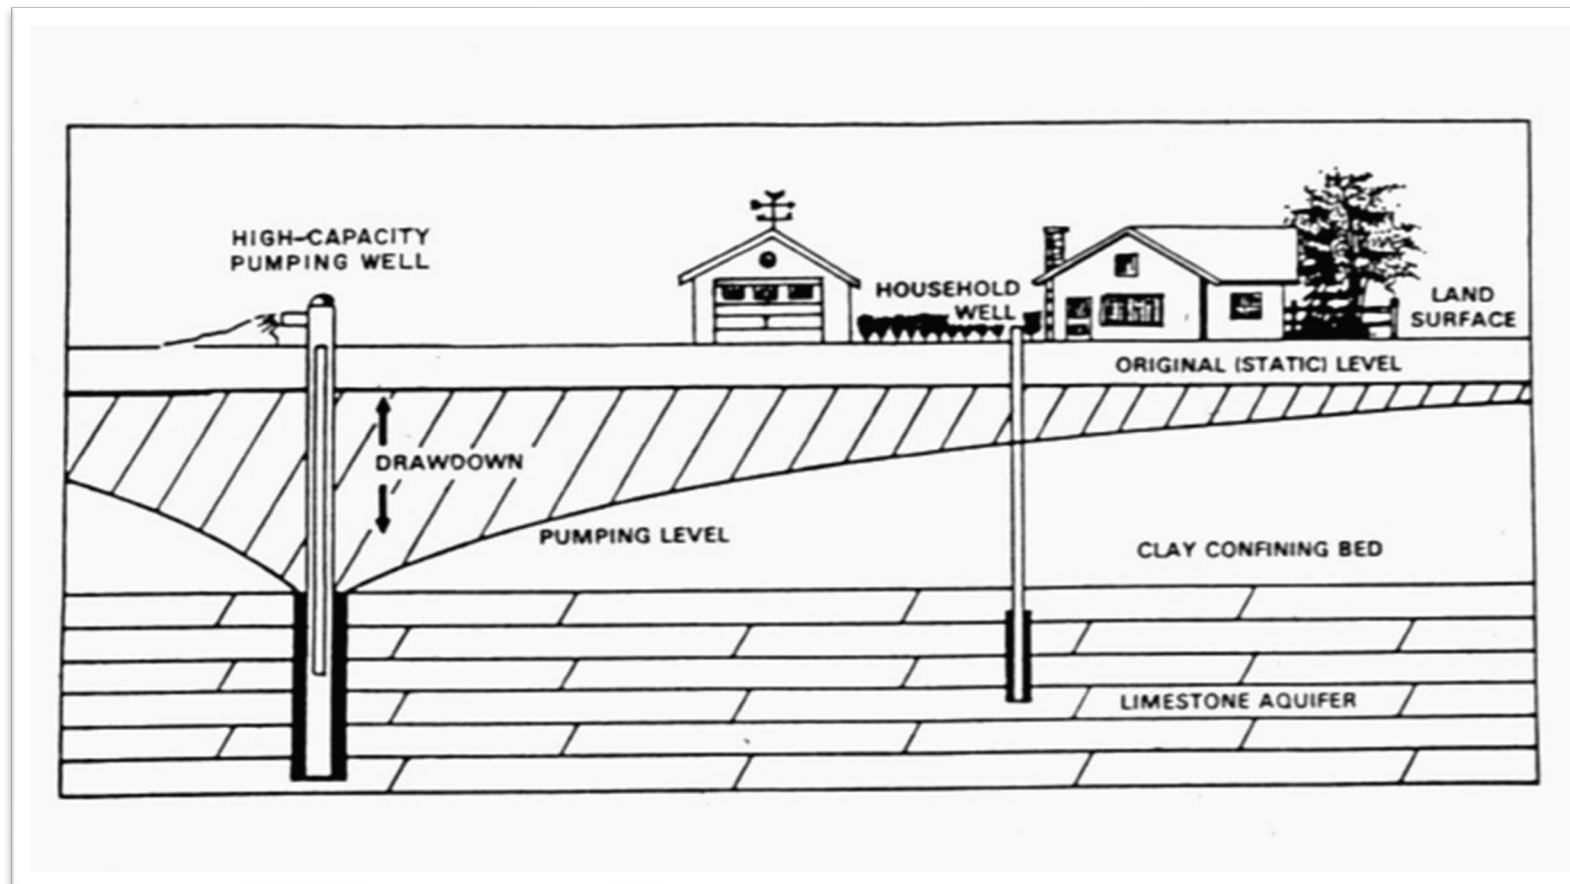 HIGH-CAPACITY
PUMPING WELL
HOUSEHOLD
WELL
LAND
SURFACE
ORIGINAL (STATIC) LEVEL
DRAWDOWN
PUMPING LEVEL
CLAY CONFINING BED
LIMESTONE AQUIFER